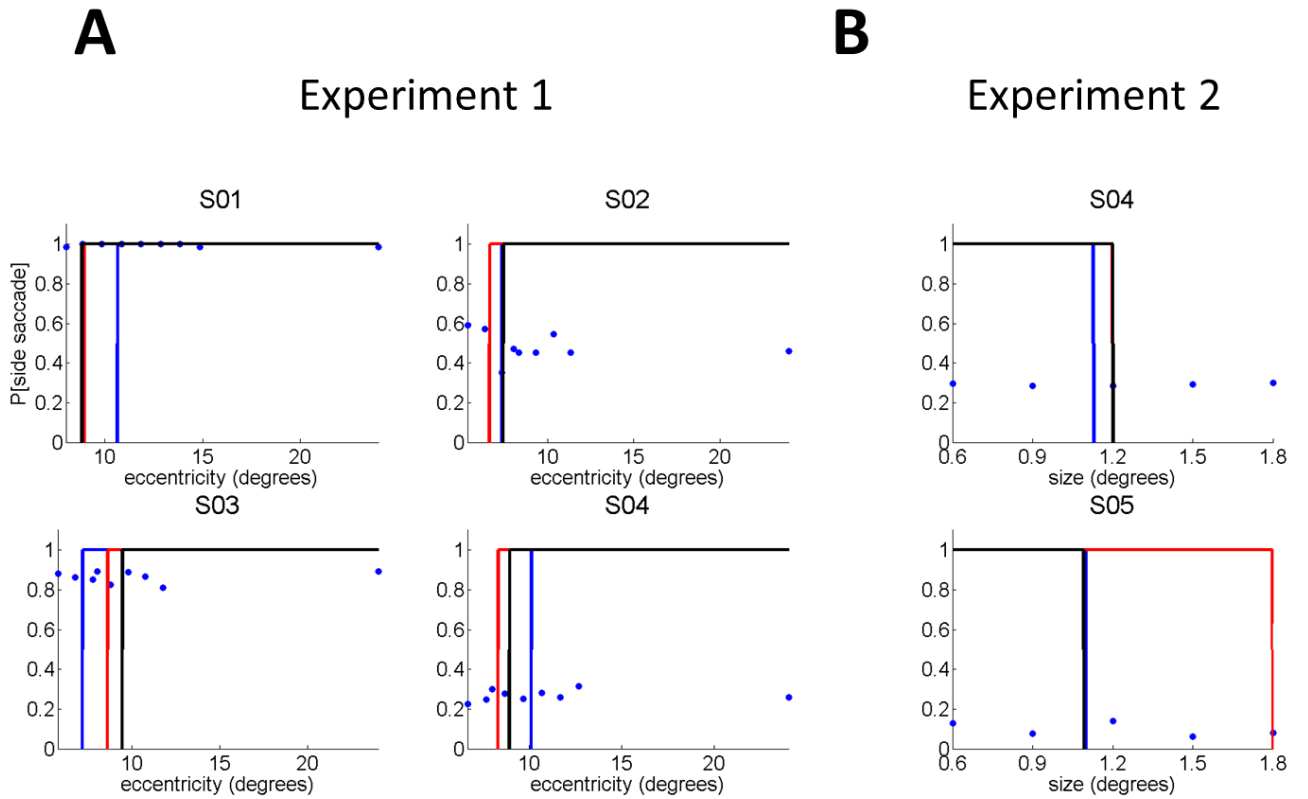 A
B
Experiment 1
Experiment 2
S01
P[side saccade]
1
0.8
0.6
0.4
0.2
0
10 15 20
eccentricity (degrees)
S02
1
0.8
0.6
0.4
0.2
0
10 15 20
eccentricity (degrees)
S04
1
0.8
0.6
0.4
0.2
0
0.6 0.9 1.2 1.5 1.8
size (degrees)
S03
1
0.8
0.6
0.4
0.2
0
10 15 20
eccentricity (degrees)
S04
1
0.8
0.6
0.4
0.2
0
10 15 20
eccentricity (degrees)
S05
1
0.8
0.6
0.4
0.2
0
0.6 0.9 1.2 1.5 1.8
size (degrees)